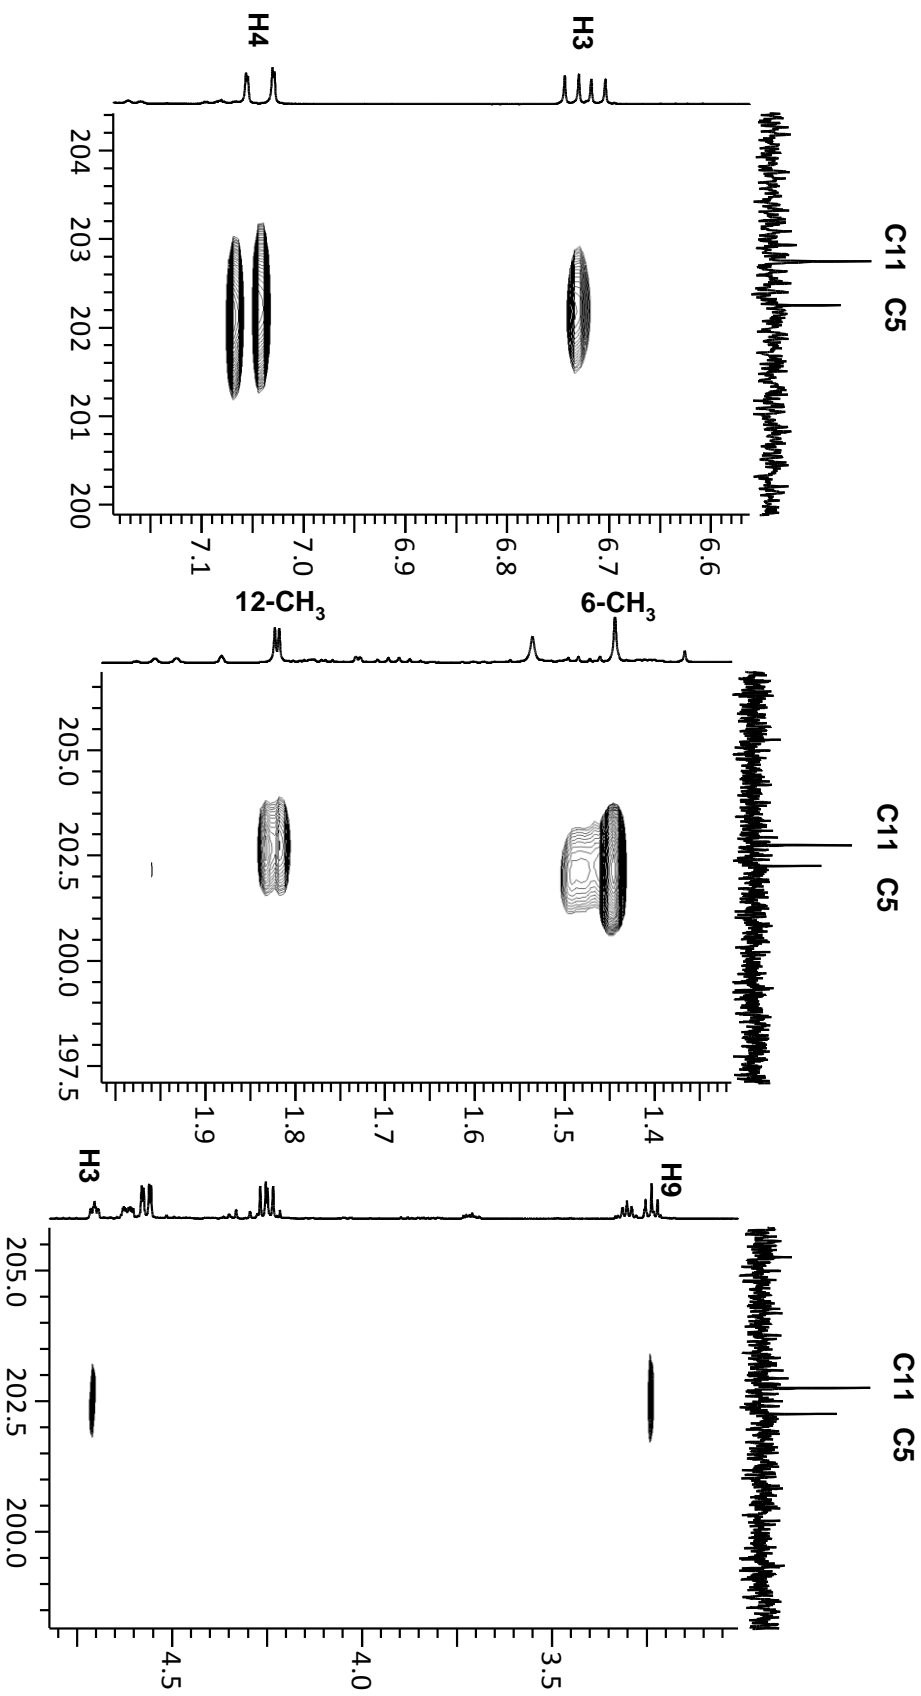 H4
H3
C11 C5
204 203 202 201 200
7.1 7.0 6.9 6.8 6.7 6.6
12-CH3
6-CH3
C11 C5
205.0 202.5 200.0 197.5
1.9 1.8 1.7 1.6 1.5 1.4
H3
H9
C11 C5
205.0 202.5 200.0
4.5 4.0 3.5